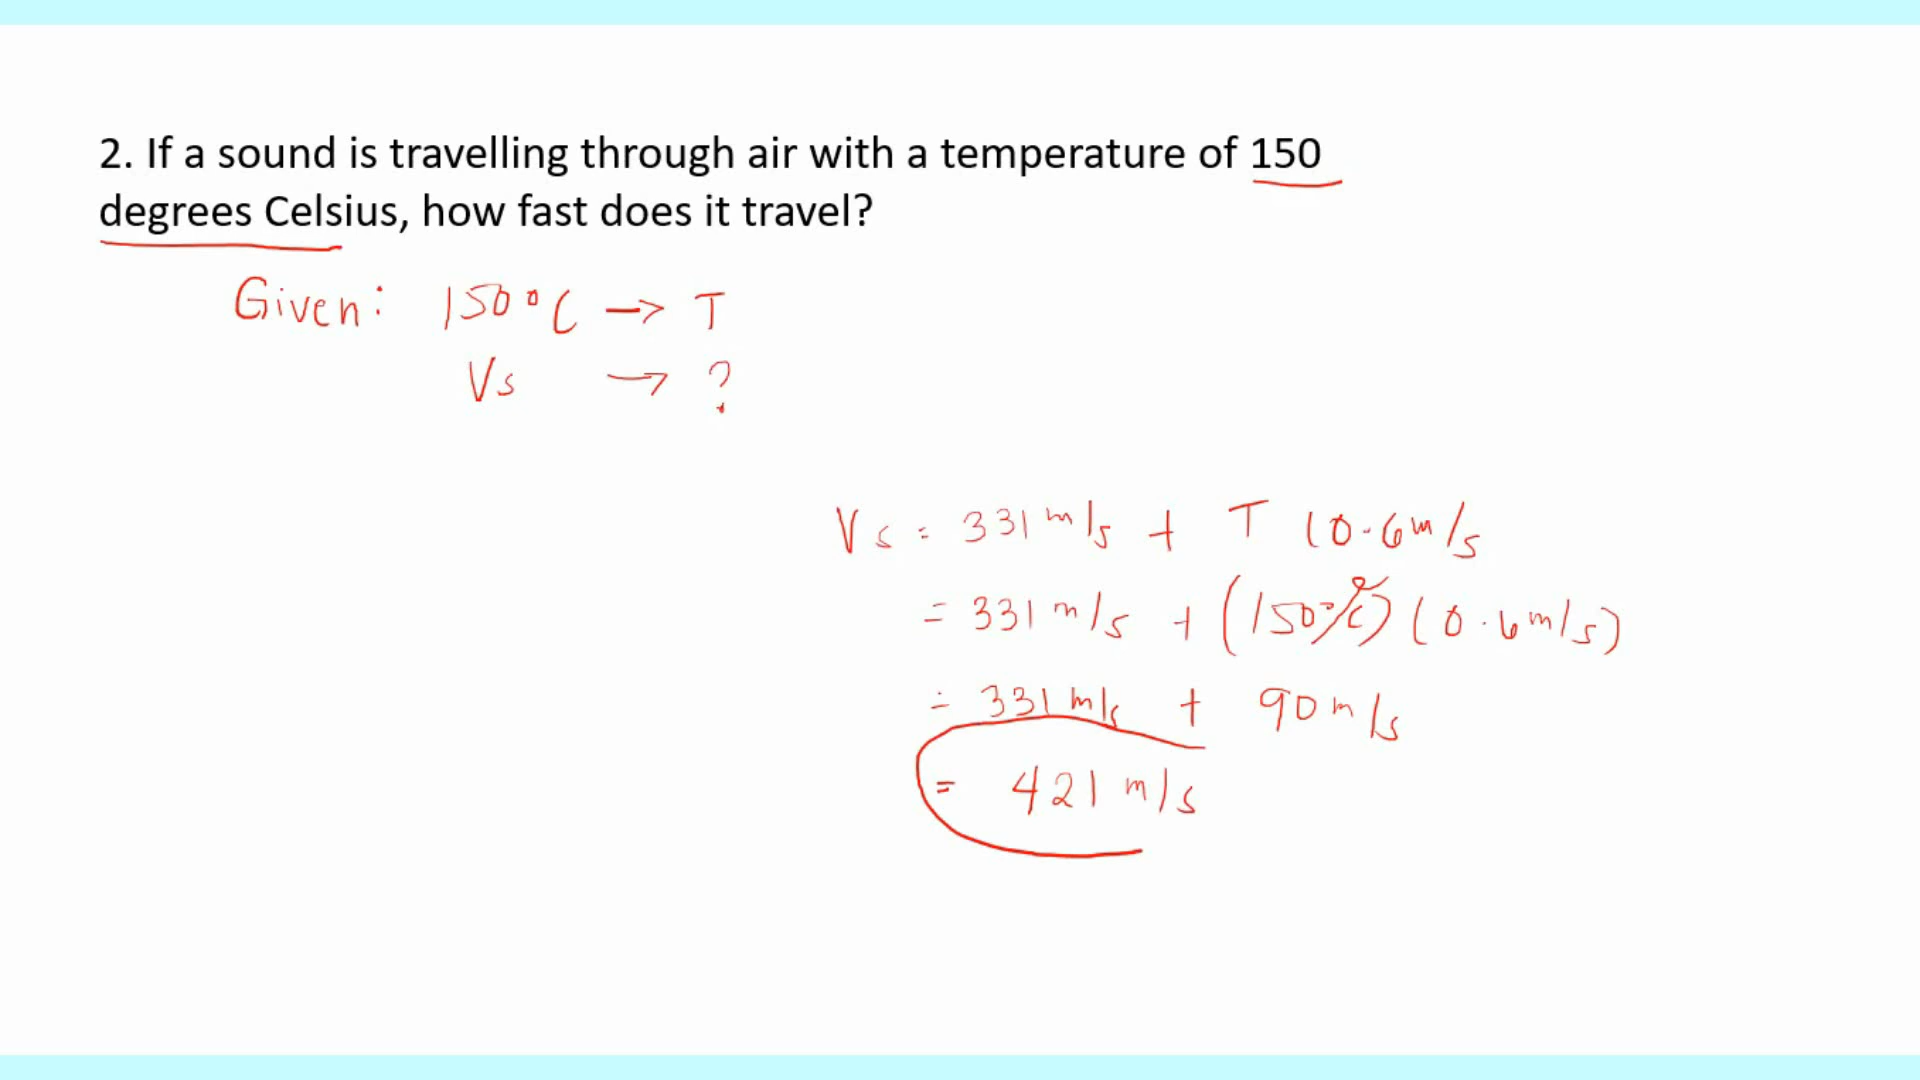 2. If a sound is travelling through air with a temperature of 150
degrees Celsius, how fast does it travel?
Given: 150°C → T
Vs → ?
Vs = 331 m/s + T (0.6 m/s
= 331 m/s + (150°C) (0.6 m/s)
= 331 m/s + 90 m/s
= 421 m/s